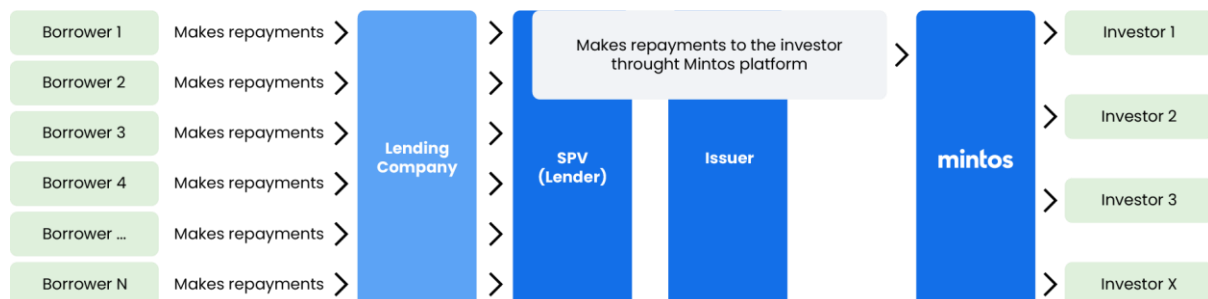 Borrower 1
Makes repayments
Borrower 2
Makes repayments
Borrower 3
Makes repayments
Borrower 4
Makes repayments
Borrower ...
Makes repayments
Borrower N
Makes repayments
Lending
Company
SPV
(Lender)
Issuer
Makes repayments to the investor
throught Mintos platform
mintos
Investor 1
Investor 2
Investor 3
Investor X